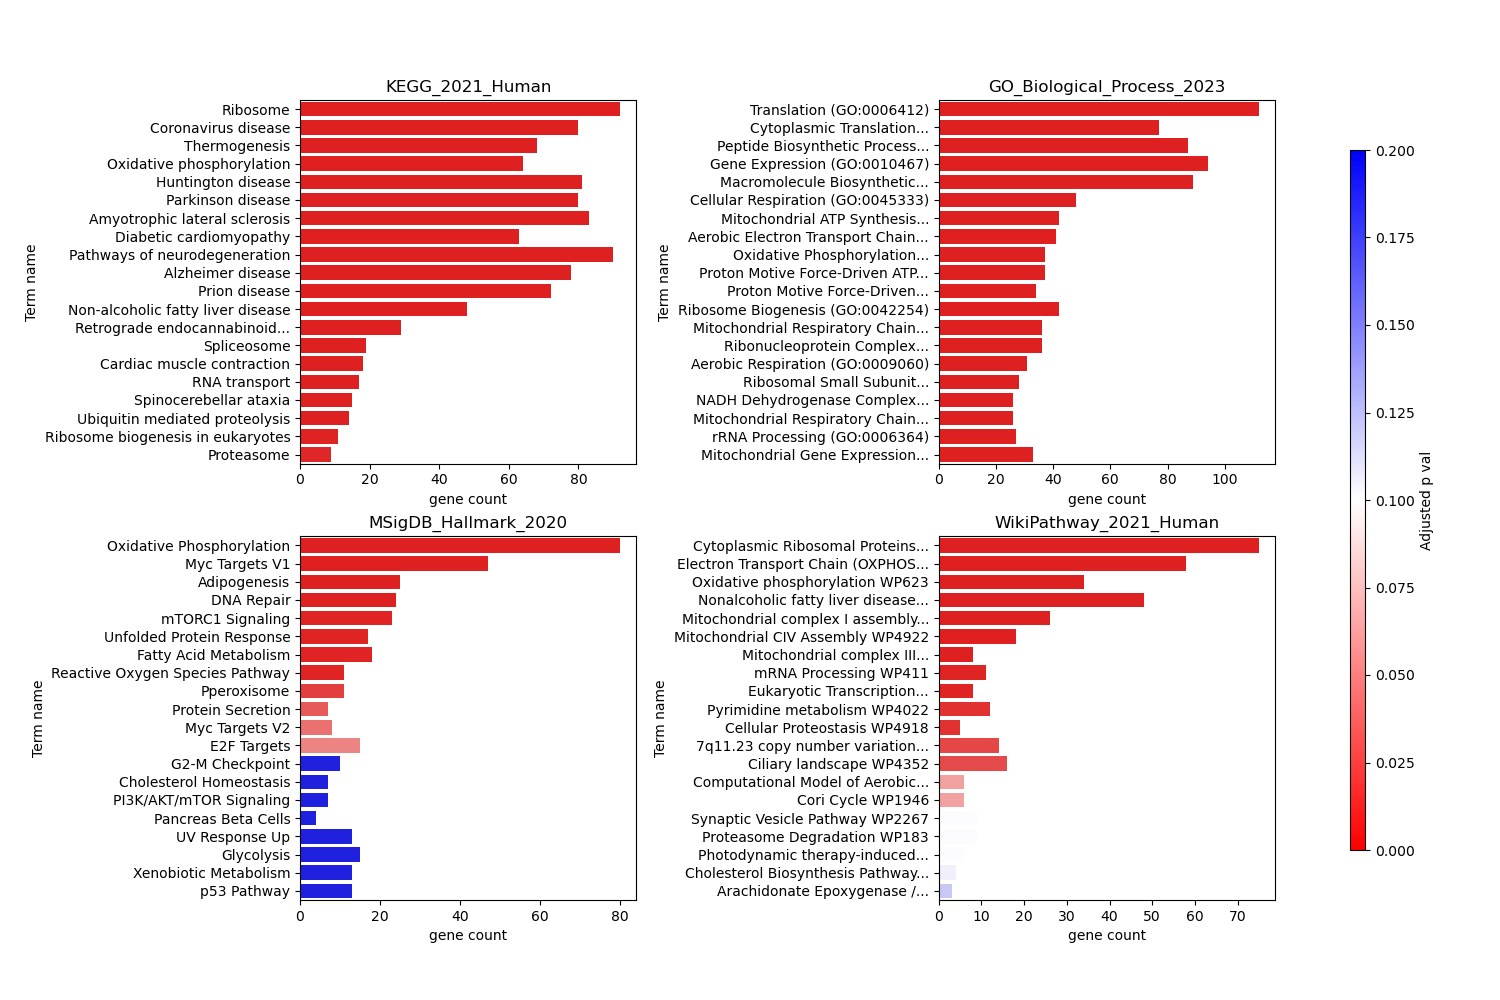 KEGG_2021_Human
Term name
Ribosome
Coronavirus disease
Thermogenesis
Oxidative phosphorylation
Huntington disease
Parkinson disease
Amyotrophic lateral sclerosis
Diabetic cardiomyopathy
Pathways of neurodegeneration
Alzheimer disease
Prion disease
Non-alcoholic fatty liver disease
Retrograde endocannabinoid...
Spliceosome
Cardiac muscle contraction
RNA transport
Spinocerebellar ataxia
Ubiquitin mediated proteolysis
Ribosome biogenesis in eukaryotes
Proteasome
0 20 40 60 80
gene count
GO_Biological_Process_2023
Term name
Translation (GO:0006412)
Cytoplasmic Translation...
Peptide Biosynthetic Process...
Gene Expression (GO:0010467)
Macromolecule Biosynthetic...
Cellular Respiration (GO:0045333)
Mitochondrial ATP Synthesis...
Aerobic Electron Transport Chain...
Oxidative Phosphorylation...
Proton Motive Force-Driven ATP...
Proton Motive Force-Driven...
Ribosome Biogenesis (GO:0042254)
Mitochondrial Respiratory Chain...
Ribonucleoprotein Complex...
Aerobic Respiration (GO:0009060)
Ribosomal Small Subunit...
NADH Dehydrogenase Complex...
Mitochondrial Respiratory Chain...
rRNA Processing (GO:0006364)
Mitochondrial Gene Expression...
0 20 40 60 80 100
gene count
MSigDB_Hallmark_2020
Term name
Oxidative Phosphorylation
Myc Targets V1
Adipogenesis
DNA Repair
mTORC1 Signaling
Unfolded Protein Response
Fatty Acid Metabolism
Reactive Oxygen Species Pathway
Pperoxisome
Protein Secretion
Myc Targets V2
E2F Targets
G2-M Checkpoint
Cholesterol Homeostasis
PI3K/AKT/mTOR Signaling
Pancreas Beta Cells
UV Response Up
Glycolysis
Xenobiotic Metabolism
p53 Pathway
0 20 40 60 80
gene count
WikiPathway_2021_Human
Term name
Cytoplasmic Ribosomal Proteins...
Electron Transport Chain (OXPHOS...
Oxidative phosphorylation WP623
Nonalcoholic fatty liver disease...
Mitochondrial complex I assembly...
Mitochondrial CIV Assembly WP4922
Mitochondrial complex III...
mRNA Processing WP411
Eukaryotic Transcription...
Pyrimidine metabolism WP4022
Cellular Proteostasis WP4918
7q11.23 copy number variation...
Ciliary landscape WP4352
Computational Model of Aerobic...
Cori Cycle WP1946
Synaptic Vesicle Pathway WP2267
Proteasome Degradation WP183
Photodynamic therapy-induced...
Cholesterol Biosynthesis Pathway...
Arachidonate Epoxygenase /...
0 10 20 30 40 50 60 70
gene count
0.200
0.175
0.150
0.125
0.100
0.075
0.050
0.025
0.000
Adjusted p val